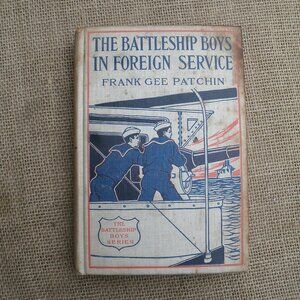 THE BATTLESHIP BOYS
IN FOREIGN SERVICE
FRANK GEE PATCHIN
THE
BATTLESHIP
BOYS
SERIES